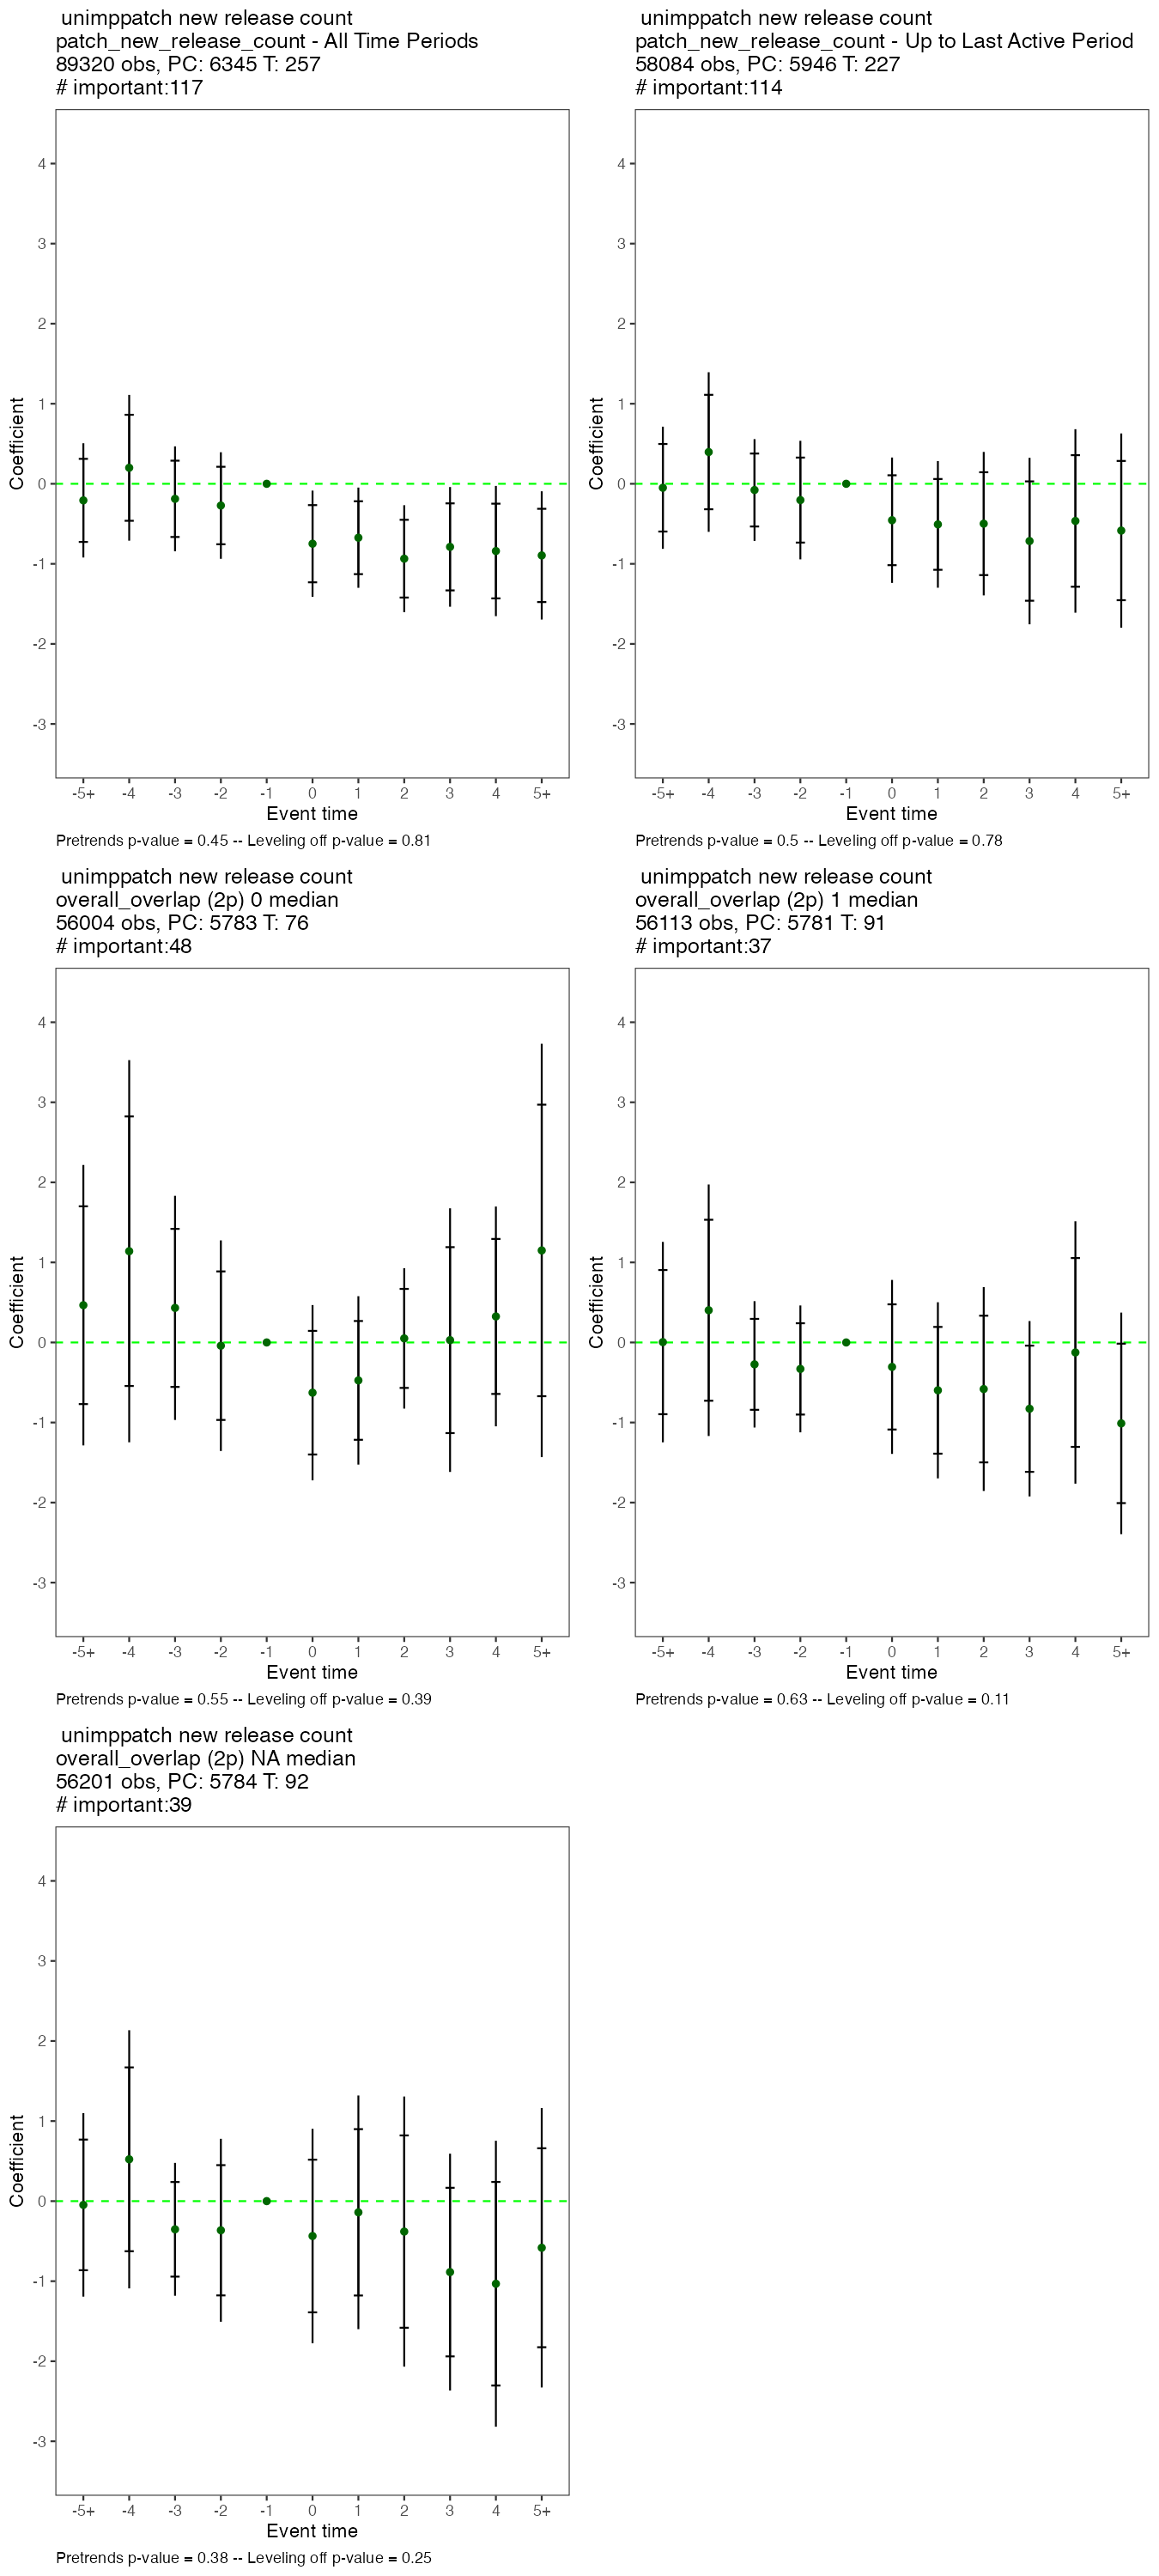 unimppatch new release count
patch_new_release_count - All Time Periods
89320 obs, PC: 6345 T: 257
# important:117
4
3
2
1
0
-1
-2
-3
Coefficient
-5+ -4 -3 -2 -1 0 1 2 3 4 5+
Event time
Pretrends p-value = 0.45 -- Leveling off p-value = 0.81
unimppatch new release count
patch_new_release_count - Up to Last Active Period
58084 obs, PC: 5946 T: 227
# important:114
4
3
2
1
0
-1
-2
-3
Coefficient
-5+ -4 -3 -2 -1 0 1 2 3 4 5+
Event time
Pretrends p-value = 0.5 -- Leveling off p-value = 0.78
unimppatch new release count
overall_overlap (2p) 0 median
56004 obs, PC: 5783 T: 76
# important:48
4
3
2
1
0
-1
-2
-3
Coefficient
-5+ -4 -3 -2 -1 0 1 2 3 4 5+
Event time
Pretrends p-value = 0.55 -- Leveling off p-value = 0.39
unimppatch new release count
overall_overlap (2p) 1 median
56113 obs, PC: 5781 T: 91
# important:37
4
3
2
1
0
-1
-2
-3
Coefficient
-5+ -4 -3 -2 -1 0 1 2 3 4 5+
Event time
Pretrends p-value = 0.63 -- Leveling off p-value = 0.11
unimppatch new release count
overall_overlap (2p) NA median
56201 obs, PC: 5784 T: 92
# important:39
4
3
2
1
0
-1
-2
-3
Coefficient
-5+ -4 -3 -2 -1 0 1 2 3 4 5+
Event time
Pretrends p-value = 0.38 -- Leveling off p-value = 0.25